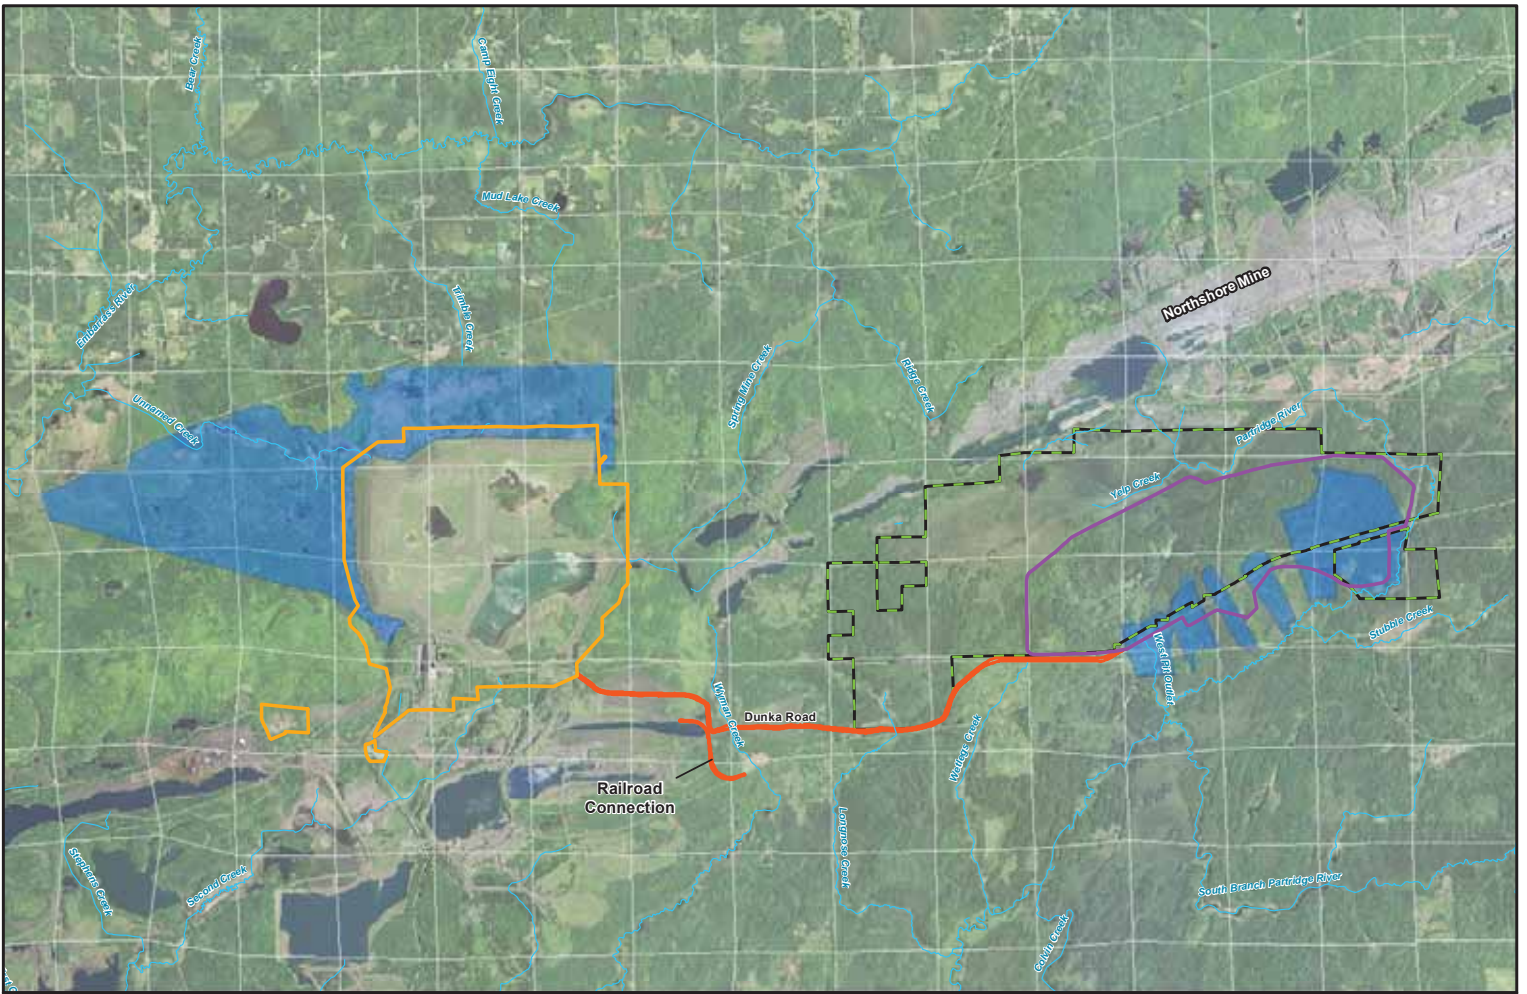 Bear Creek
Camp Eight Creek
Mud Lake Creek
Embarrass River
Trimble Creek
Northshore Mine
Spring Mine Creek
Ridge Creek
Unnamed Creek
Partridge River
Yelp Creek
Stubble Creek
West Pit Outlet
Wyman Creek
Dunka Road
Wetlegs Creek
Railroad
Connection
Longnose Creek
Stephens Creek
Second Creek
South Branch Partridge River
Calvin Creek